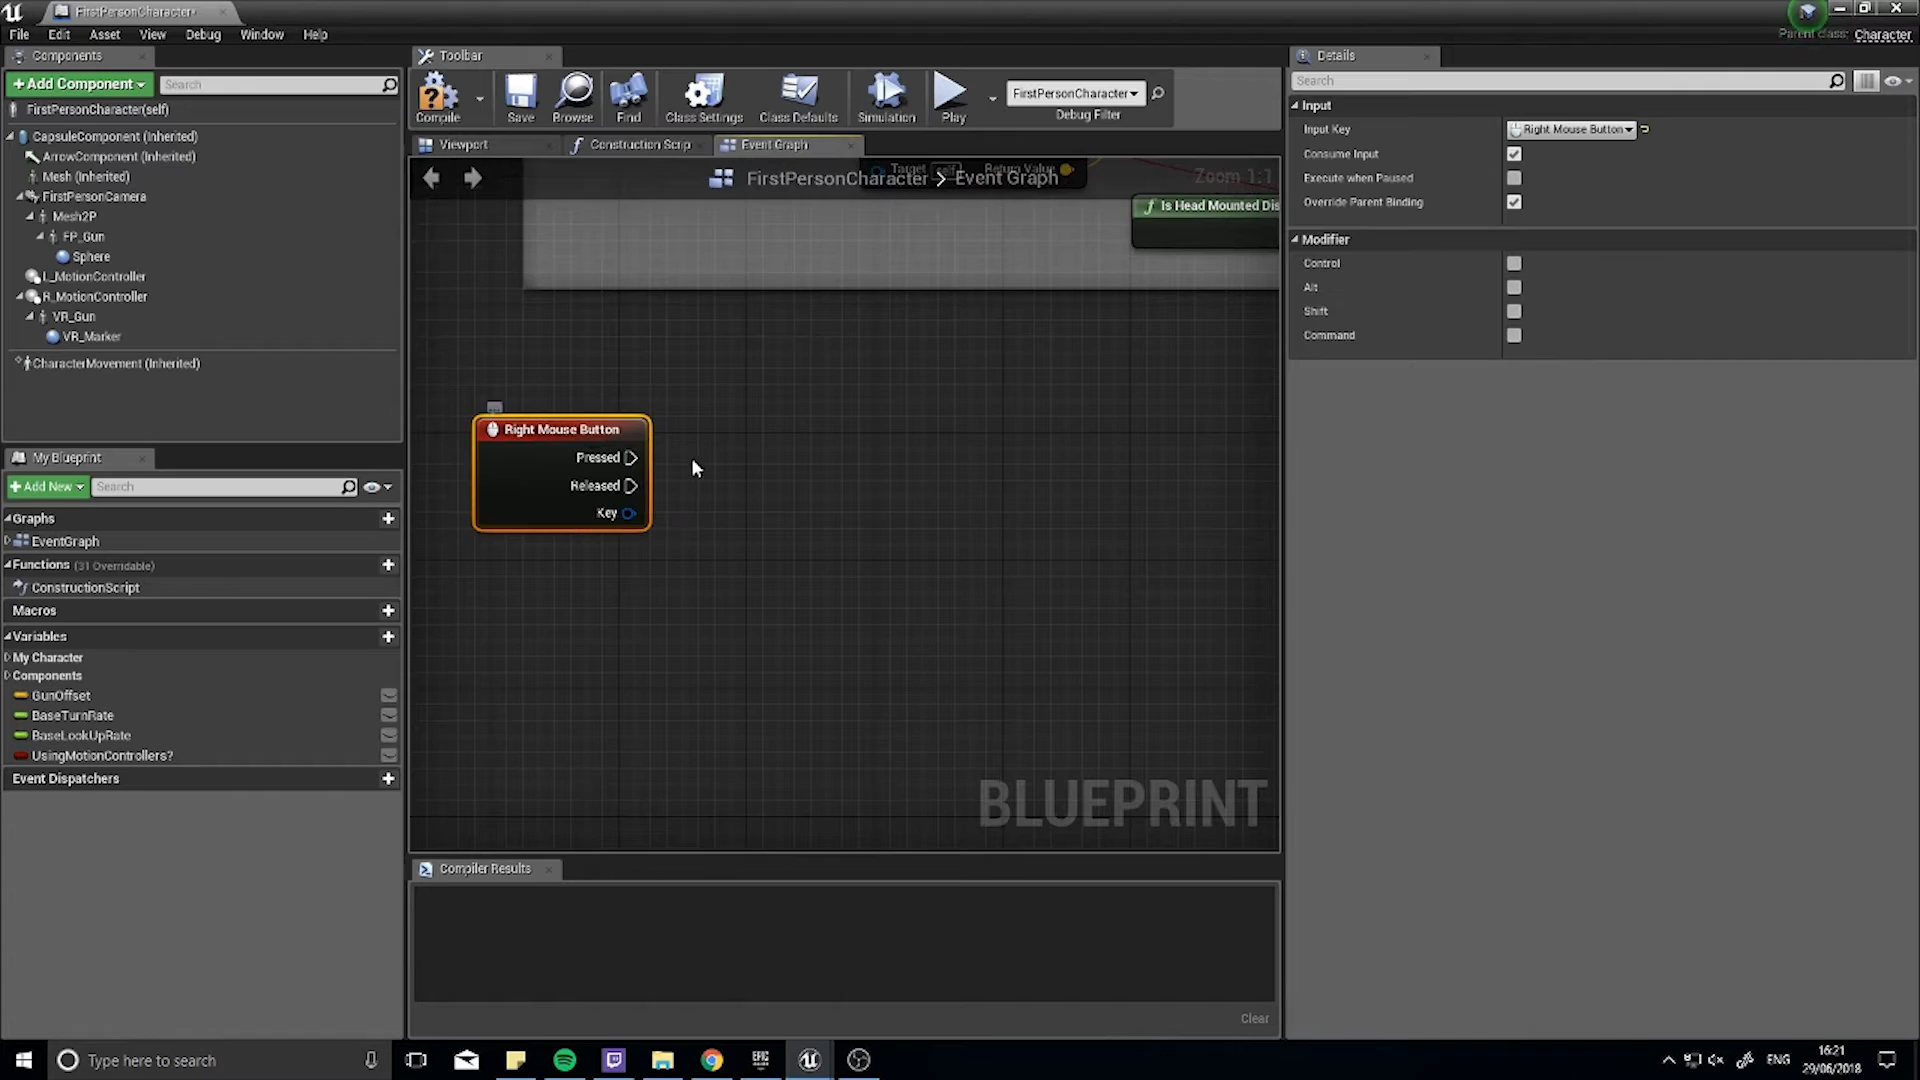 FirstPersonCharacter*
File Edit Asset View Debug Window Help
Parent class: Character
Components
+ Add Component
Search
FirstPersonCharacter(self)
CapsuleComponent (Inherited)
ArrowComponent (Inherited)
Mesh (Inherited)
FirstPersonCamera
Mesh2P
FP_Gun
Sphere
L_MotionController
R_MotionController
VR_Gun
VR_Marker
CharacterMovement (Inherited)
My Blueprint
+ Add New
Search
Graphs
EventGraph
Functions (31 Overridable)
ConstructionScript
Macros
Variables
My Character
Components
GunOffset
BaseTurnRate
BaseLookUpRate
UsingMotionControllers?
Event Dispatchers
Toolbar
Compile
Save
Browse
Find
Class Settings
Class Defaults
Simulation
Play
FirstPersonCharacter
Debug Filter
Viewport
Construction Scrip
Event Graph
Target self Return Value
FirstPersonCharacter > Event Graph
Zoom 1:1
f Is Head Mounted Dis
Right Mouse Button
Pressed
Released
Key
BLUEPRINT
Compiler Results
Clear
Details
Search
Input
Input Key Right Mouse Button
Consume Input
Execute when Paused
Override Parent Binding
Modifier
Control
Alt
Shift
Command
Type here to search
EPIC
ENG
16:21
29/06/2018